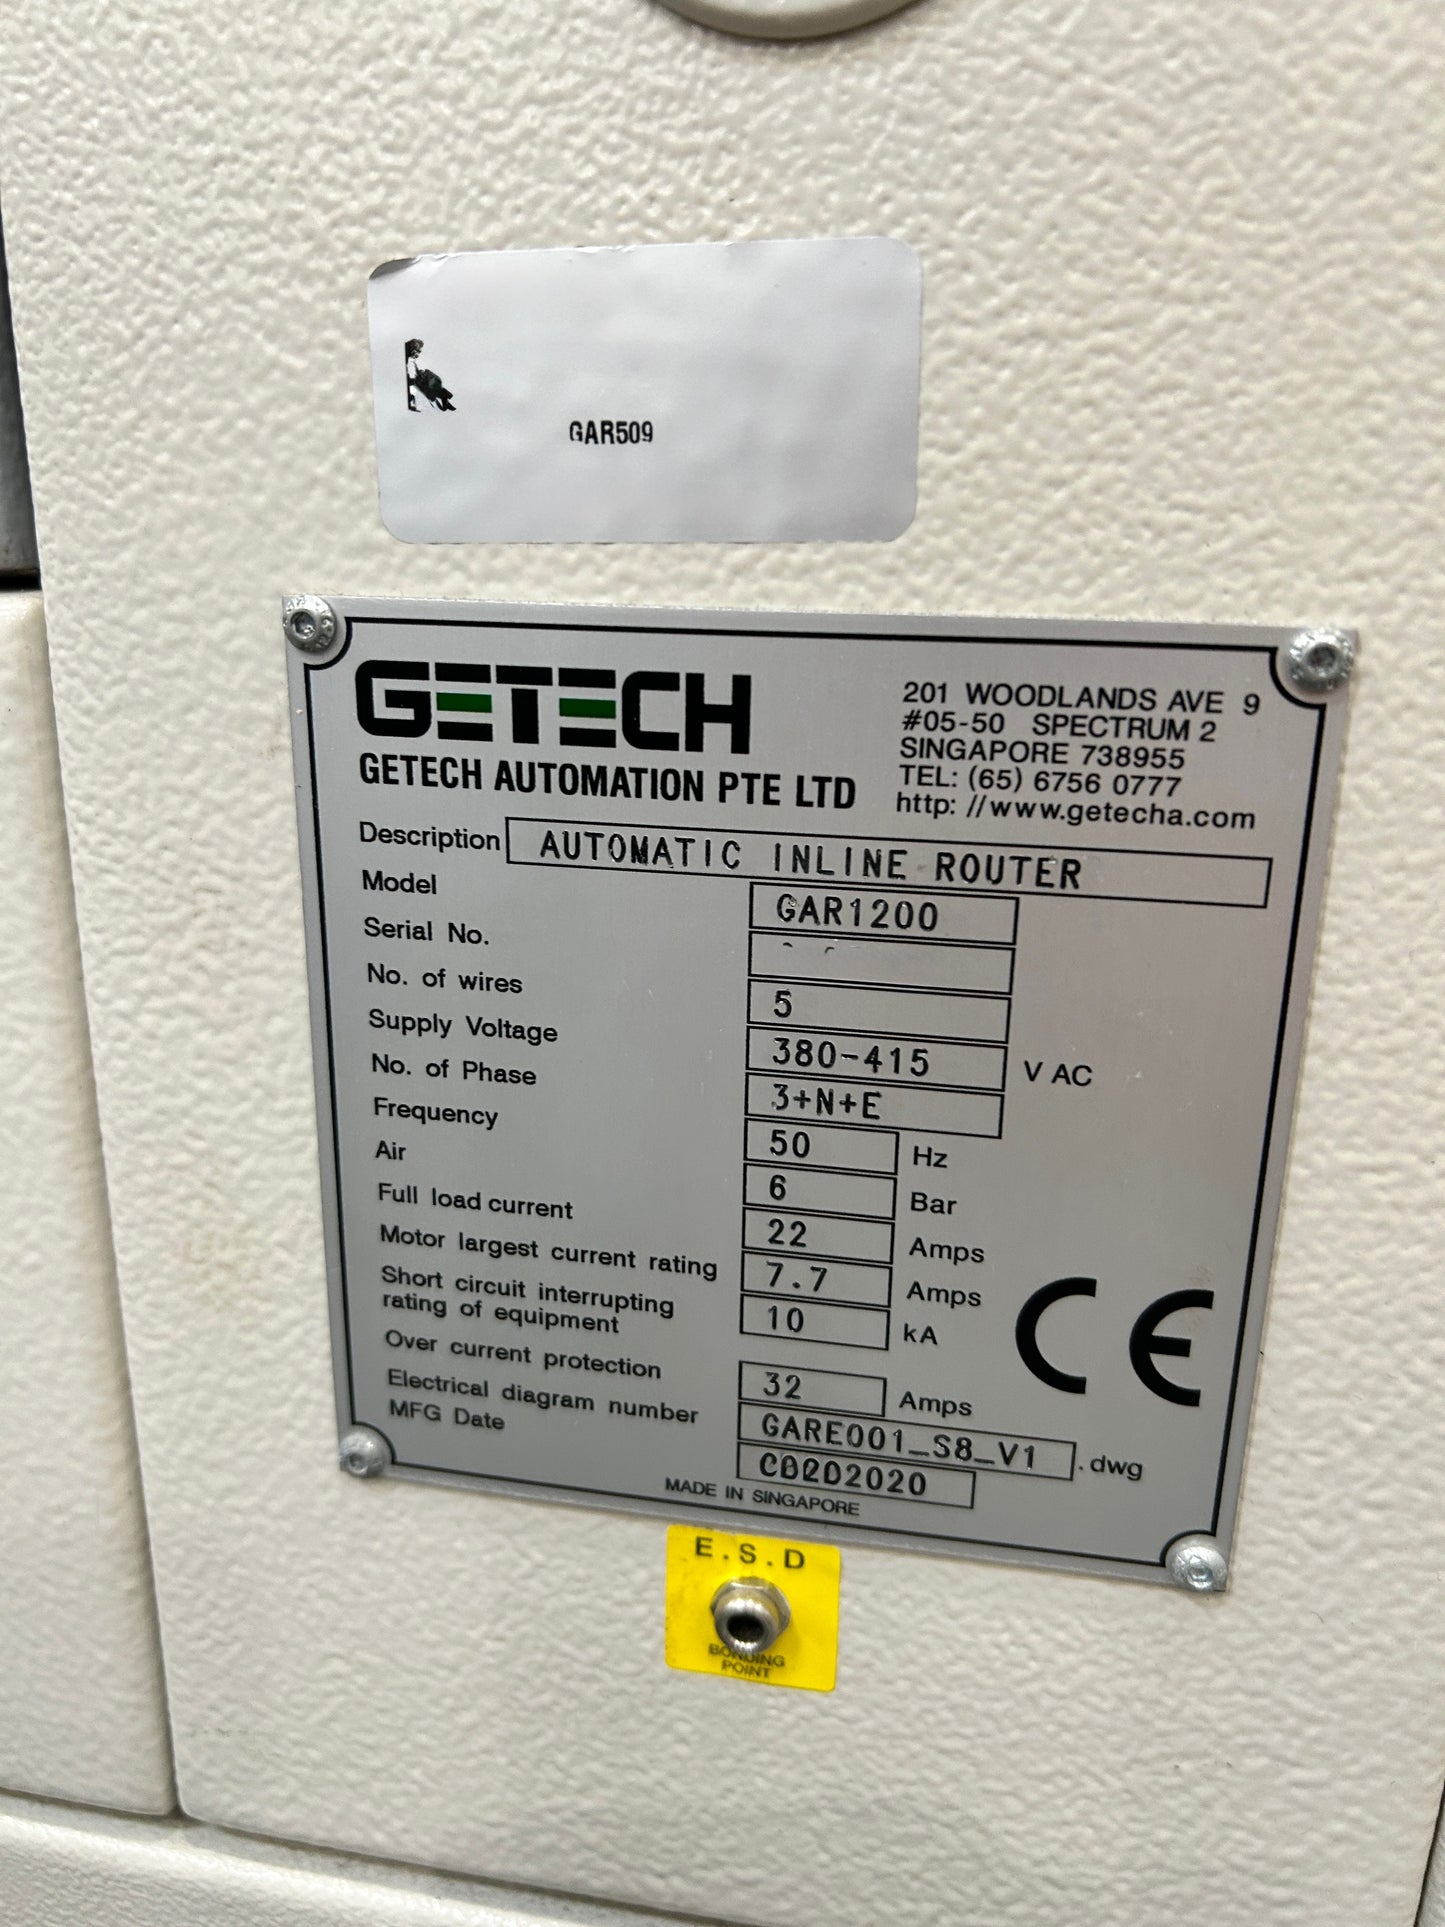 GAR509
GETECH
GETECH AUTOMATION PTE LTD
201 WOODLANDS AVE 9
#05-50 SPECTRUM 2
SINGAPORE 738955
TEL: (65) 6756 0777
http: //www.getecha.com
Description AUTOMATIC INLINE ROUTER
Model GAR1200
Serial No.
No. of wires 5
Supply Voltage 380-415 V AC
No. of Phase 3+N+E
Frequency 50 Hz
Air 6 Bar
Full load current 22 Amps
Motor largest current rating 7.7 Amps
Short circuit interrupting
rating of equipment 10 kA
Over current protection 32 Amps
Electrical diagram number GARE001_S8_V1 .dwg
MFG Date
CE
MADE IN SINGAPORE
E.S.D
BONDING
POINT